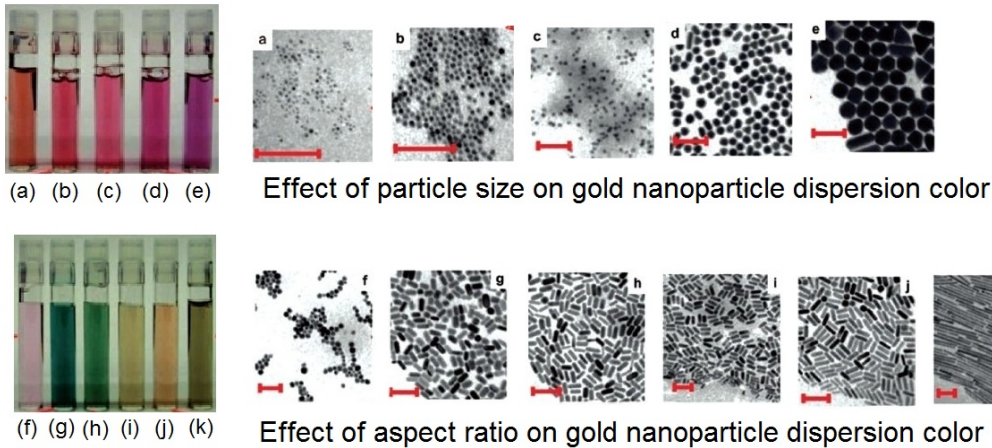 a b c d e
(a) (b) (c) (d) (e)
Effect of particle size on gold nanoparticle dispersion color
f g h i j
(f) (g) (h) (i) (j) (k)
Effect of aspect ratio on gold nanoparticle dispersion color